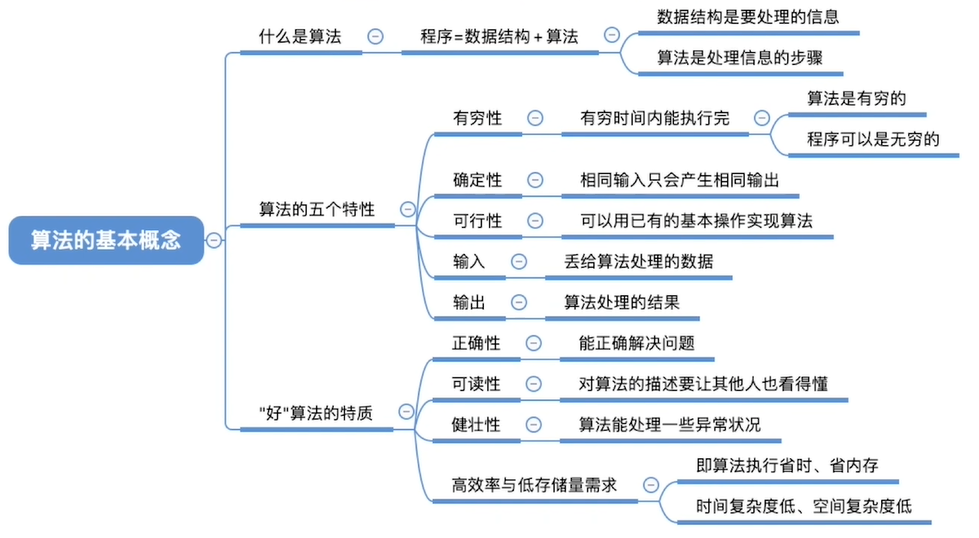 算法的基本概念
什么是算法
程序=数据结构+算法
数据结构是要处理的信息
算法是处理信息的步骤
算法的五个特性
有穷性
有穷时间内能执行完
算法是有穷的
程序可以是无穷的
确定性
相同输入只会产生相同输出
可行性
可以用已有的基本操作实现算法
输入
丢给算法处理的数据
输出
算法处理的结果
"好"算法的特质
正确性
能正确解决问题
可读性
对算法的描述要让其他人也看得懂
健壮性
算法能处理一些异常状况
高效率与低存储量需求
即算法执行省时、省内存
时间复杂度低、空间复杂度低